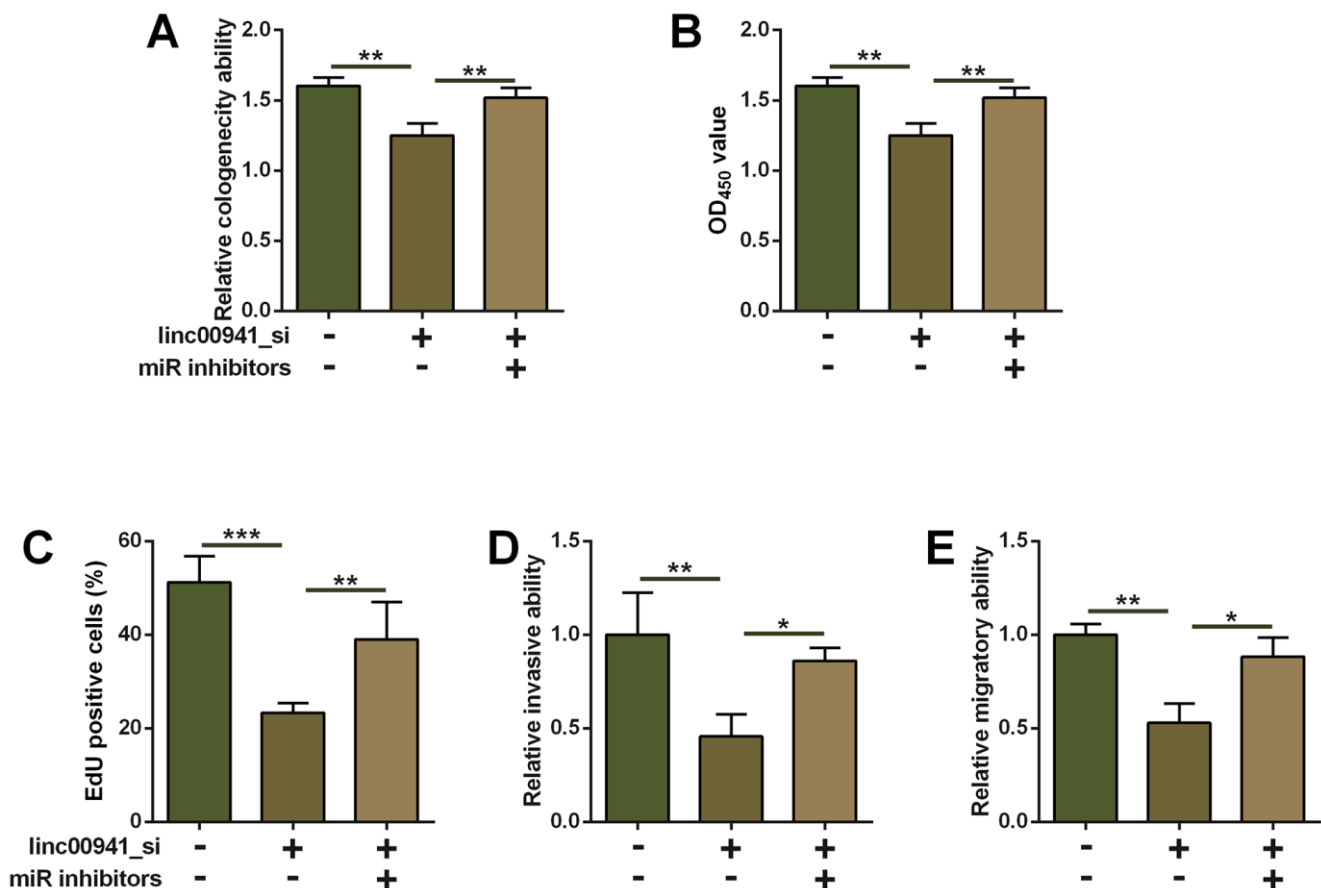 A
B
Relative cologenecity ability
2.0
1.5
1.0
0.5
0.0
**
**
OD450 value
2.0
1.5
1.0
0.5
0.0
**
**
linc00941_si - + +
miR inhibitors - - +
- + +
- - +
C
D
E
EdU positive cells (%)
60
40
20
0
***
**
Relative invasive ability
1.5
1.0
0.5
0.0
**
*
Relative migratory ability
1.5
1.0
0.5
0.0
**
*
linc00941_si - + +
miR inhibitors - - +
- + +
- - +
- + +
- - +